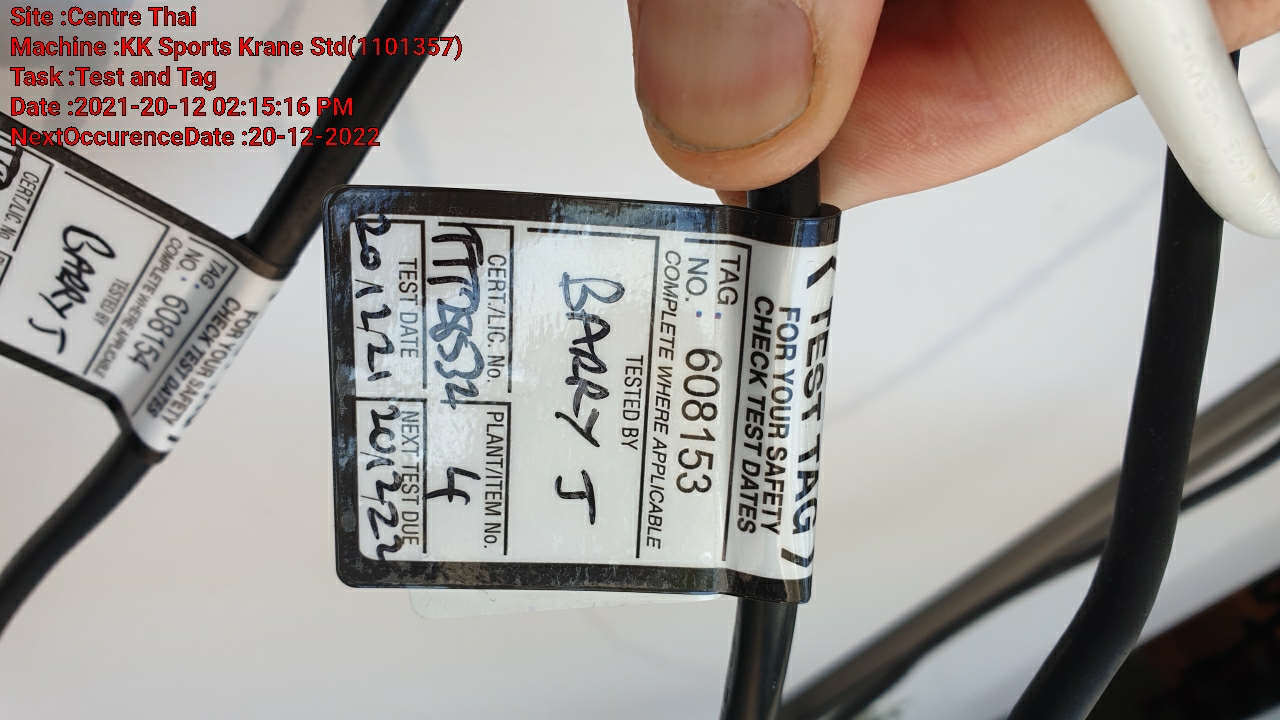 Site :Centre Thai
Machine :KK Sports Krane Std(1101357)
Task :Test and Tag
Date :2021-20-12 02:15:16 PM
NextOccurenceDate :20-12-2022
( TEST TAG )
FOR YOUR SAFETY
CHECK TEST DATES
TAG NO. : 608153
COMPLETE WHERE APPLICABLE
TESTED BY
BARRY J
CERT./LIC. No.
PLANT/ITEM No.
4
TEST DATE
20/12/21
NEXT TEST DUE
20/12/22
FOR YOUR SAFETY
CHECK TEST DATES
TAG NO. : 608154
COMPLETE WHERE APPLICABLE
TESTED BY
BARRY J
CERT./LIC. No.